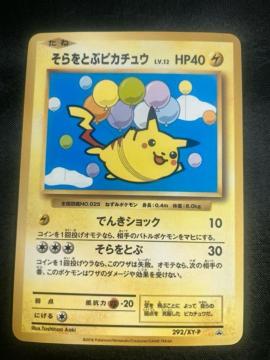 たね
そらをとぶピカチュウ LV.12 HP40
全国図鑑NO.025 ねずみポケモン 身長:0.4m 体重:6.0kg
でんきショック 10
コインを1回投げオモテなら、相手のバトルポケモンをマヒにする。
そらをとぶ 30
コインを1回投げウラなら、このワザは失敗。オモテなら、次の相手の番、
このポケモンはワザのダメージや効果を受けない。
弱点 抵抗力 -20
にげる
Illus.Toshinao Aoki
292/XY-P